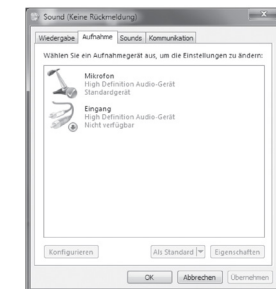 Sound (Keine Rückmeldung)
Wiedergabe Aufnahme Sounds Kommunikation
Wählen Sie ein Aufnahmegerät aus, um die Einstellungen zu ändern:
Mikrofon
High Definition Audio-Gerät
Standardgerät
Eingang
High Definition Audio-Gerät
Nicht verfügbar
Konfigurieren Als Standard Eigenschaften
OK Abbrechen Übernehmen